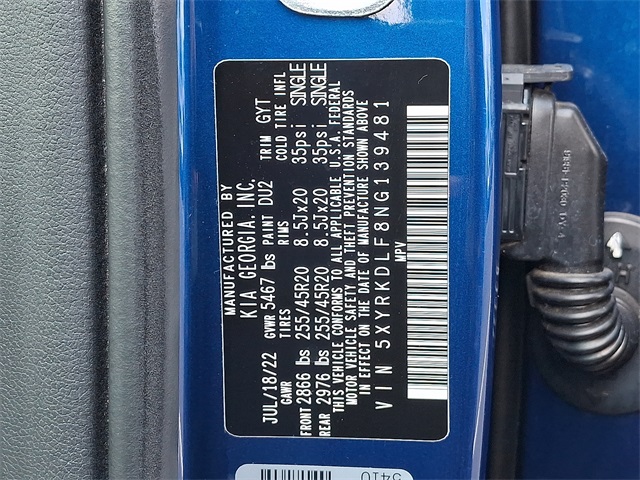 MANUFACTURED BY
KIA GEORGIA, INC.
JUL/18/22 GVWR 5467 lbs PAINT DU2 TRIM GYT
GAWR TIRES RIMS COLD TIRE INFL
FRONT 2866 lbs 255/45R20 8.5Jx20 35psi SINGLE
REAR 2976 lbs 255/45R20 8.5Jx20 35psi SINGLE
THIS VEHICLE CONFORMS TO ALL APPLICABLE U.S.A. FEDERAL
MOTOR VEHICLE SAFETY AND THEFT PREVENTION STANDARDS
IN EFFECT ON THE DATE OF MANUFACTURE SHOWN ABOVE
VIN 5XYRKDLF8NG139481
MPV
5410